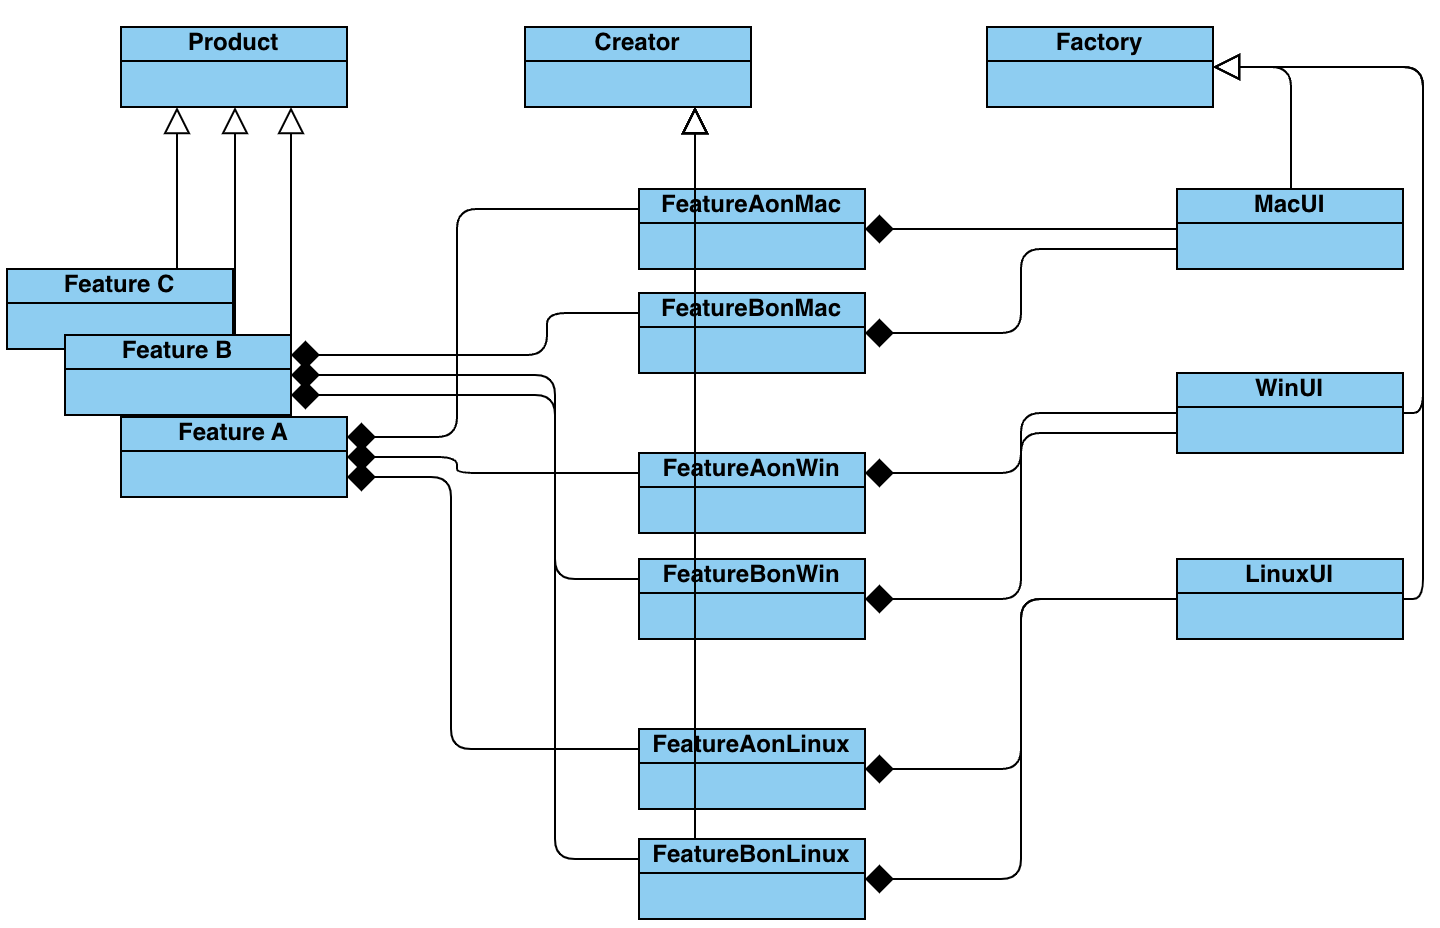 Product
Creator
Factory
FeatureAonMac
MacUI
Feature C
FeatureBonMac
Feature B
WinUI
Feature A
FeatureAonWin
FeatureBonWin
LinuxUI
FeatureAonLinux
FeatureBonLinux